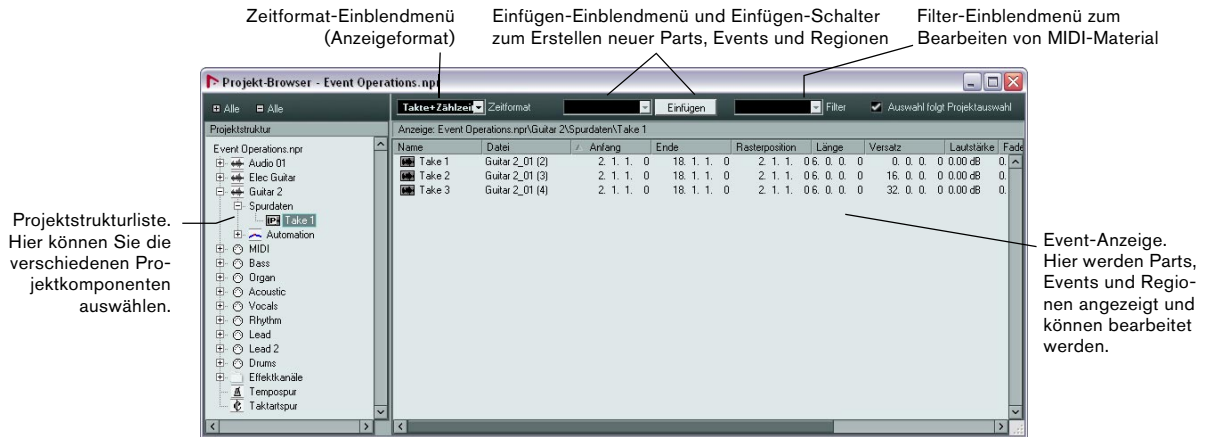 Zeitformat-Einblendmenü
(Anzeigeformat)
Einfügen-Einblendmenü und Einfügen-Schalter
zum Erstellen neuer Parts, Events und Regionen
Filter-Einblendmenü zum
Bearbeiten von MIDI-Material
Projekt-Browser - Event Operations.npr
Alle Alle
Takte+Zählzeit Zeitformat Einfügen Filter Auswahl folgt Projektauswahl
Projektstruktur
Anzeige: Event Operations.npr\Guitar 2\Spurdaten\Take 1
Name Datei Anfang Ende Rasterposition Länge Versatz Lautstärke Fade
Take 1 Guitar 2_01 (2) 2. 1. 1. 0 18. 1. 1. 0 2. 1. 1. 0 6. 0. 0. 0 0. 0. 0. 0 0.00 dB 0.
Take 2 Guitar 2_01 (3) 2. 1. 1. 0 18. 1. 1. 0 2. 1. 1. 0 6. 0. 0. 0 16. 0. 0. 0 0.00 dB 0.
Take 3 Guitar 2_01 (4) 2. 1. 1. 0 18. 1. 1. 0 2. 1. 1. 0 6. 0. 0. 0 32. 0. 0. 0 0.00 dB 0.
Event Operations.npr
Audio 01
Elec Guitar
Guitar 2
Spurdaten
Take 1
Automation
MIDI
Bass
Organ
Acoustic
Vocals
Rhythm
Lead
Lead 2
Drums
Effektkanäle
Tempospur
Taktartspur
Projektstrukturliste.
Hier können Sie die
verschiedenen Pro-
jektkomponenten
auswählen.
Event-Anzeige.
Hier werden Parts,
Events und Regio-
nen angezeigt und
können bearbeitet
werden.